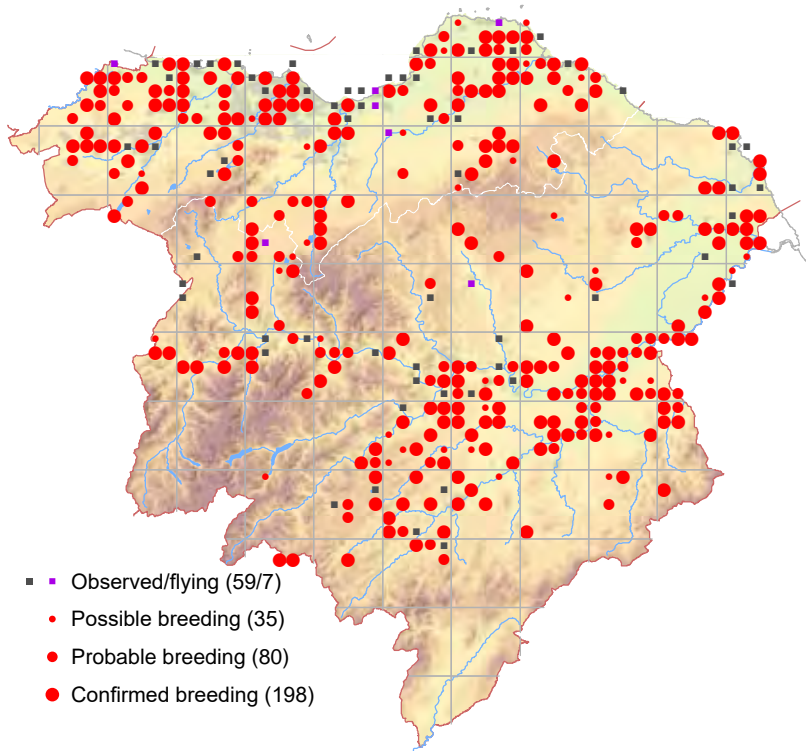 Observed/flying (59/7)
Possible breeding (35)
Probable breeding (80)
Confirmed breeding (198)